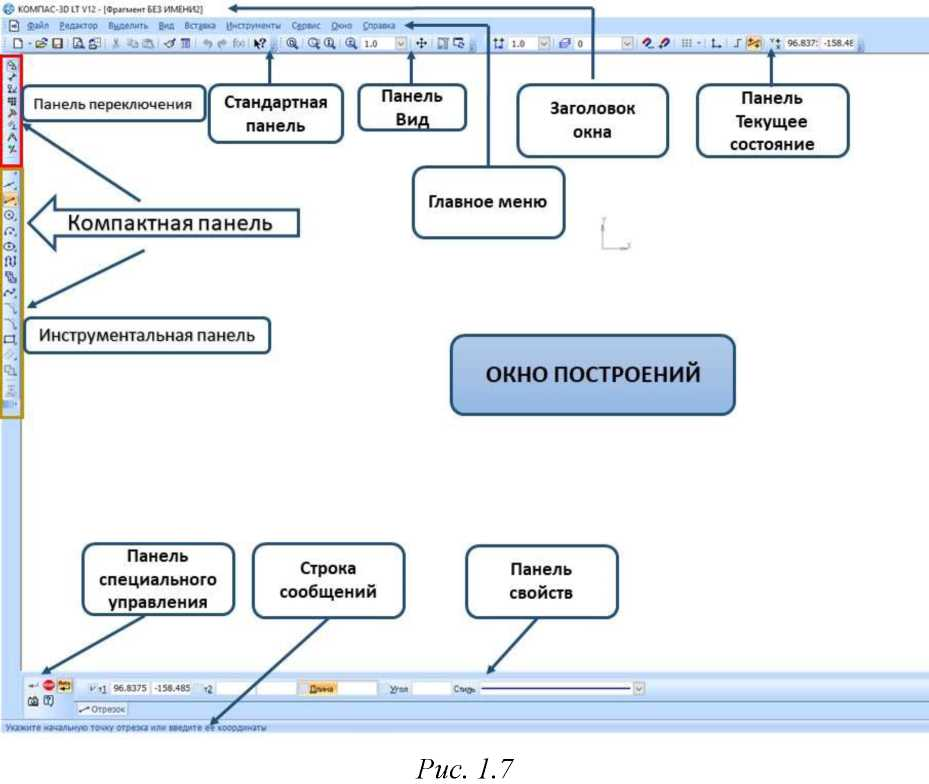 КОМПАС-3D LT V12 - [Фрагмент БЕЗ ИМЕНИ2]
Файл Редактор Выделить Вид Вставка Инструменты Сервис Окно Справка
1.0 1.0 0 96.837 -158.48
Панель переключения
Стандартная
панель
Панель
Вид
Заголовок
окна
Панель
Текущее
состояние
Главное меню
Компактная панель
Инструментальная панель
ОКНО ПОСТРОЕНИЙ
Панель
специального
управления
Строка
сообщений
Панель
свойств
т1 96.8375 -158.485 т2 Длина Угол Стиль
Отрезок
Укажите начальную точку отрезка или введите ее координаты
Рис. 1.7